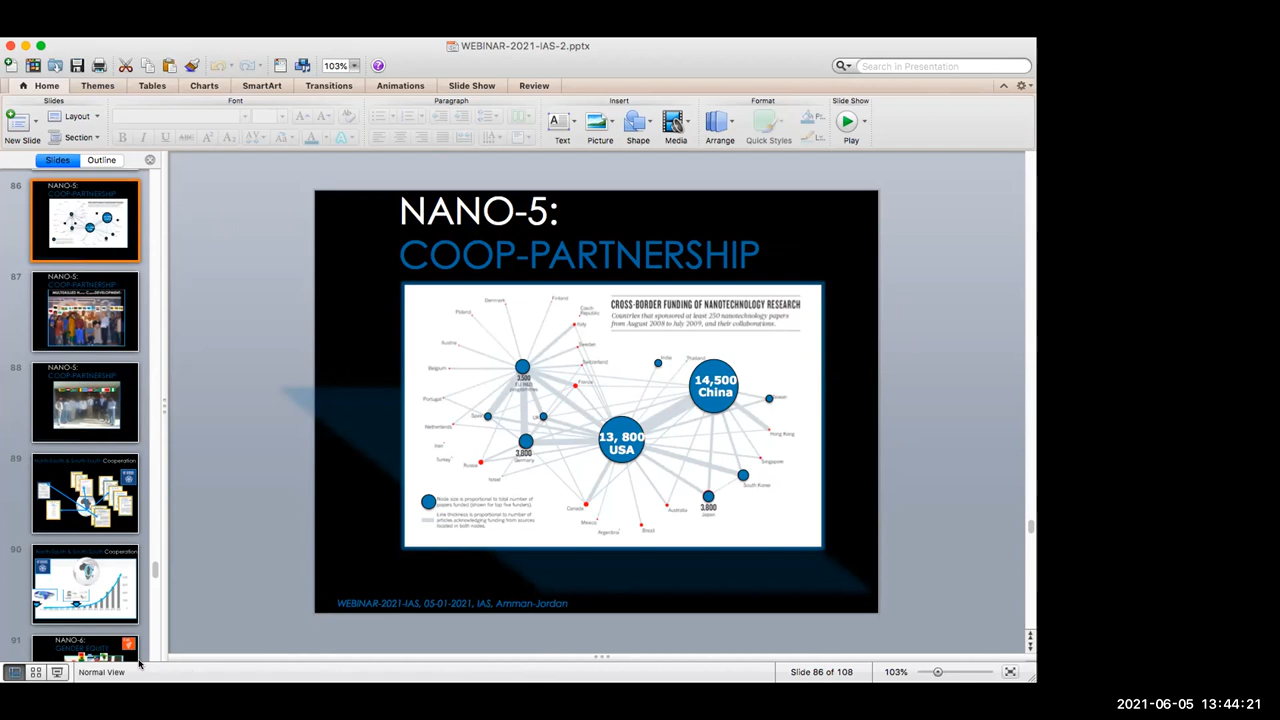 WEBINAR-2021-IAS-2.pptx
103%
Search in Presentation
Home Tables Themes Charts SmartArt Transitions Animations Slide Show Review
Slides Font Paragraph Insert Format Slide Show
Layout
Section
New Slide
Text Picture Shape Media Arrange Quick Styles Play
Slides Outline
86
NANO-5:
COOP-PARTNERSHIP
87
NANO-5:
COOP-PARTNERSHIP
88
NANO-5:
COOP-PARTNERSHIP
89
Cooperation
90
Cooperation
91
NANO-6:
GENDER EQUITY
NANO-5:
COOP-PARTNERSHIP
CROSS-BORDER FUNDING OF NANOTECHNOLOGY RESEARCH
Countries that sponsored at least 250 nanotechnology papers
from August 2008 to July 2009, and their collaborations.
Denmark
Finland
Poland
Czech
Republic
Italy
Austria
Sweden
Switzerland
India
Thailand
Belgium
3,500
EU R&D
programmes
France
14,500
China
Portugal
Taiwan
Spain
UK
Netherlands
Hong Kong
13, 800
USA
Iran
3,800
Germany
Turkey
Russia
Singapore
Israel
South Korea
Node size is proportional to total number of
papers funded (shown for top five funders)
Line thickness is proportional to number of
articles acknowledging funding from sources
located in both nodes.
Canada
Mexico
Argentina
Brazil
Australia
3,800
Japan
WEBINAR-2021-IAS, 05-01-2021, IAS, Amman-Jordan
Normal View
Slide 86 of 108
103%
2021-06-05 13:44:21